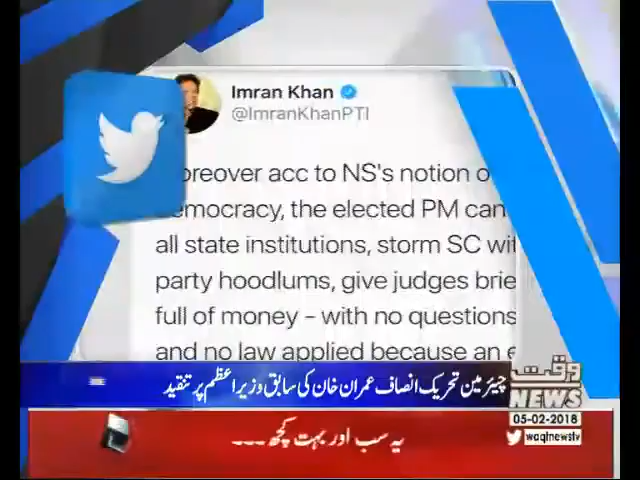 Imran Khan
@ImranKhanPTI
oreover acc to NS's notion o
emocracy, the elected PM can
all state institutions, storm SC wit
party hoodlums, give judges brie
full of money - with no questions
and no law applied because an e
چیئرمین تحریک انصاف عمران خان کی سابق وزیراعظم پر تنقید
وقت
NEWS
05-02-2018
waqtnewstv
یہ سب اور بہت کچھ ...